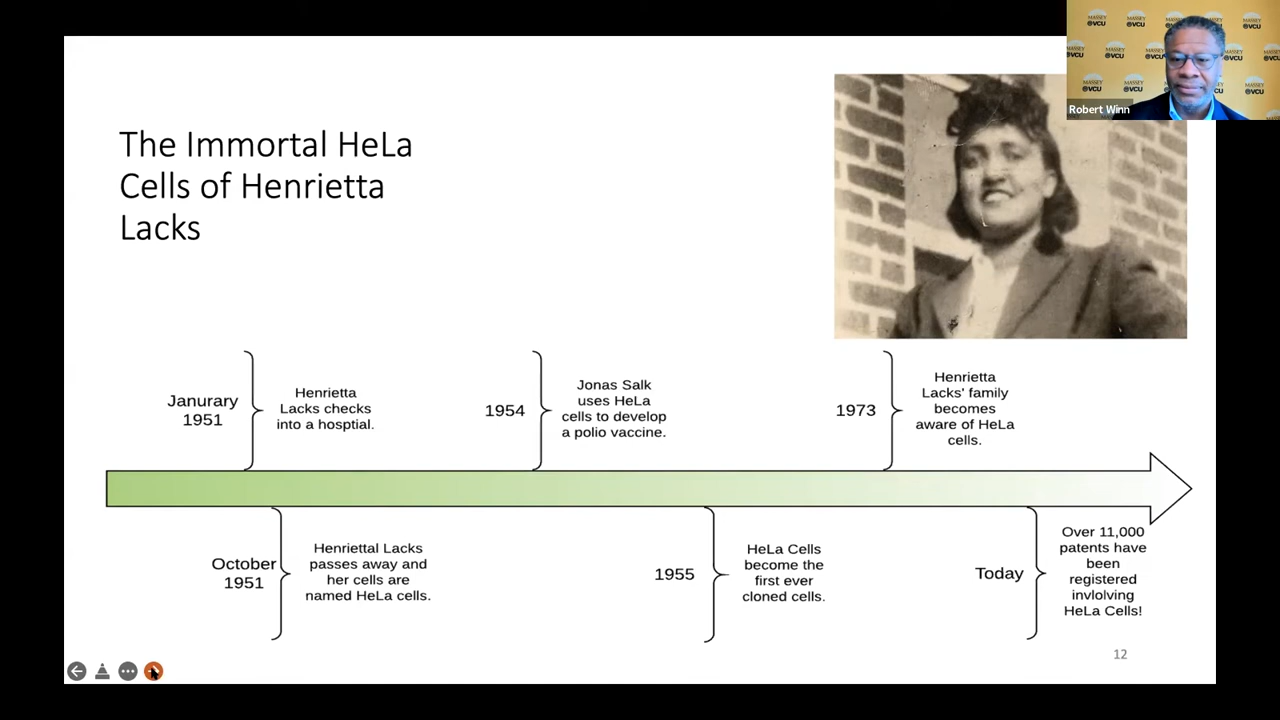 MASSEY
@VCU
Robert Winn
The Immortal HeLa
Cells of Henrietta
Lacks
Janurary
1951
Henrietta
Lacks checks
into a hosptial.
1954
Jonas Salk
uses HeLa
cells to develop
a polio vaccine.
1973
Henrietta
Lacks' family
becomes
aware of HeLa
cells.
October
1951
Henriettal Lacks
passes away and
her cells are
named HeLa cells.
1955
HeLa Cells
become the
first ever
cloned cells.
Today
Over 11,000
patents have
been
registered
invlolving
HeLa Cells!
12